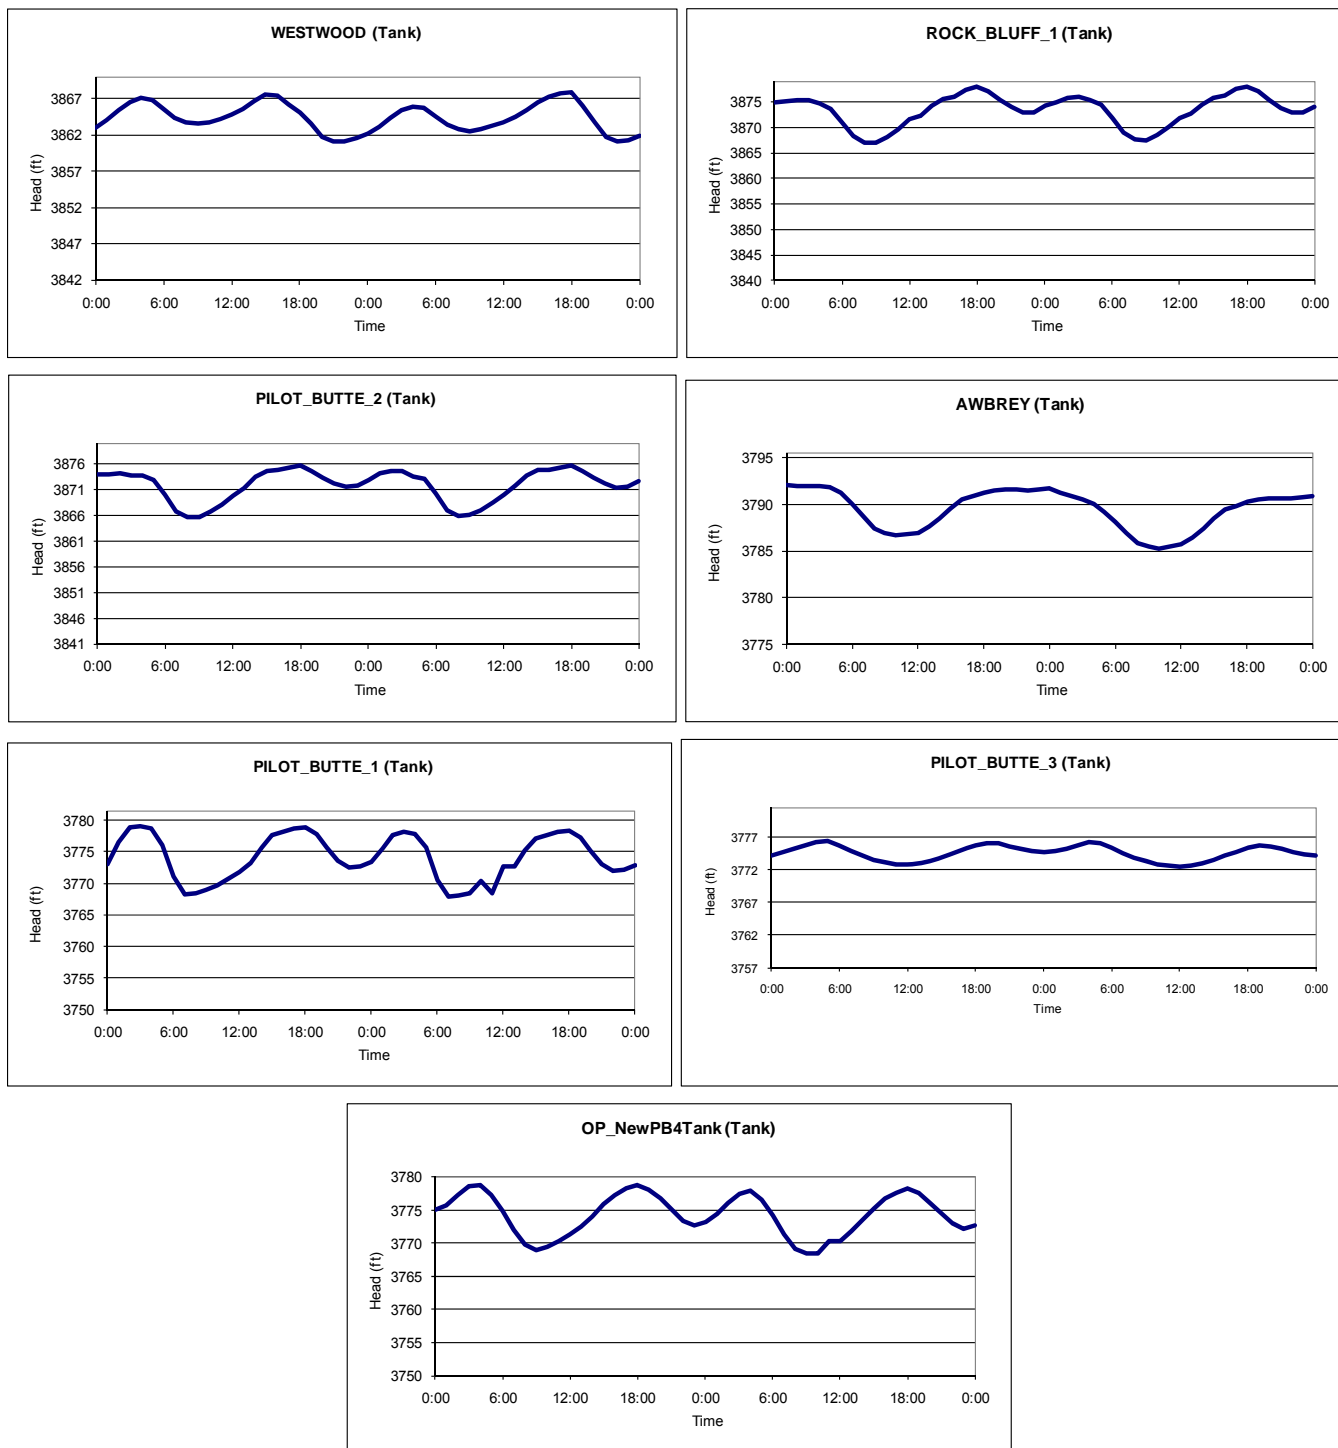 WESTWOOD (Tank)
3867
3862
3857
3852
3847
3842
Head (ft)
0:00 6:00 12:00 18:00 0:00 6:00 12:00 18:00 0:00
Time
ROCK_BLUFF_1 (Tank)
3875
3870
3865
3860
3855
3850
3845
3840
Head (ft)
0:00 6:00 12:00 18:00 0:00 6:00 12:00 18:00 0:00
Time
PILOT_BUTTE_2 (Tank)
3876
3871
3866
3861
3856
3851
3846
3841
Head (ft)
0:00 6:00 12:00 18:00 0:00 6:00 12:00 18:00 0:00
Time
AWBREY (Tank)
3795
3790
3785
3780
3775
Head (ft)
0:00 6:00 12:00 18:00 0:00 6:00 12:00 18:00 0:00
Time
PILOT_BUTTE_1 (Tank)
3780
3775
3770
3765
3760
3755
3750
Head (ft)
0:00 6:00 12:00 18:00 0:00 6:00 12:00 18:00 0:00
Time
PILOT_BUTTE_3 (Tank)
3777
3772
3767
3762
3757
Head (ft)
0:00 6:00 12:00 18:00 0:00 6:00 12:00 18:00 0:00
Time
OP_NewPB4Tank (Tank)
3780
3775
3770
3765
3760
3755
3750
Head (ft)
0:00 6:00 12:00 18:00 0:00 6:00 12:00 18:00 0:00
Time